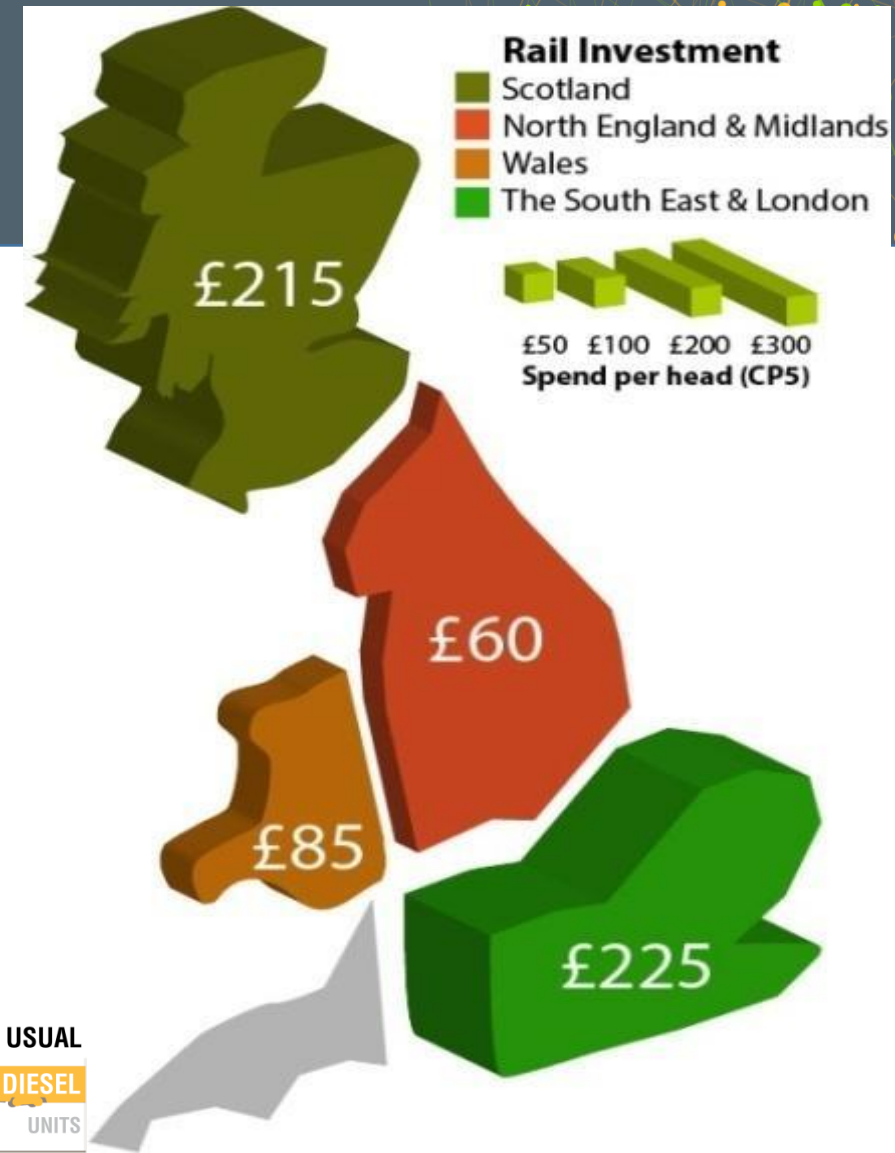 Rail Investment
Scotland
North England & Midlands
Wales
The South East & London
£50 £100 £200 £300
Spend per head (CP5)
£215
£60
£85
£225
USUAL
DIESEL
UNITS